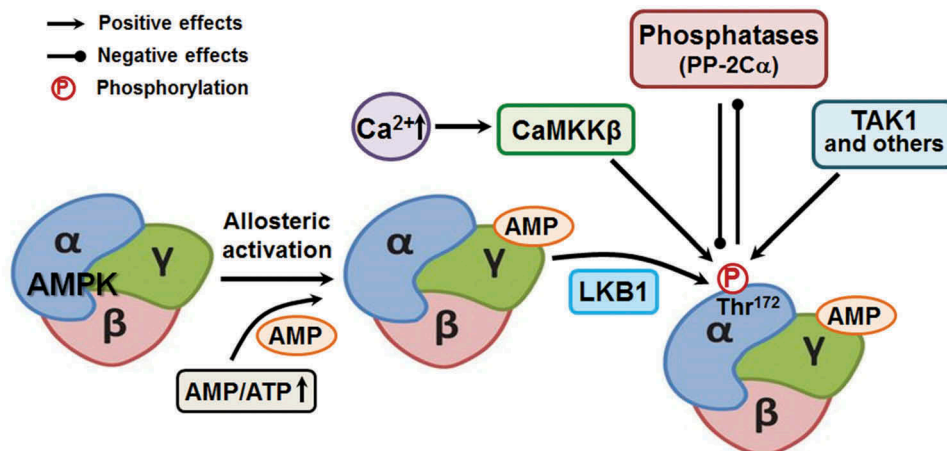 Positive effects
Negative effects
P Phosphorylation
Phosphatases
(PP-2Cα)
Ca²⁺↑
CaMKKβ
TAK1
and others
Allosteric
activation
α
AMPK
γ
β
AMP
AMP/ATP↑
α
AMP
γ
β
LKB1
P
Thr¹⁷²
α
AMP
γ
β